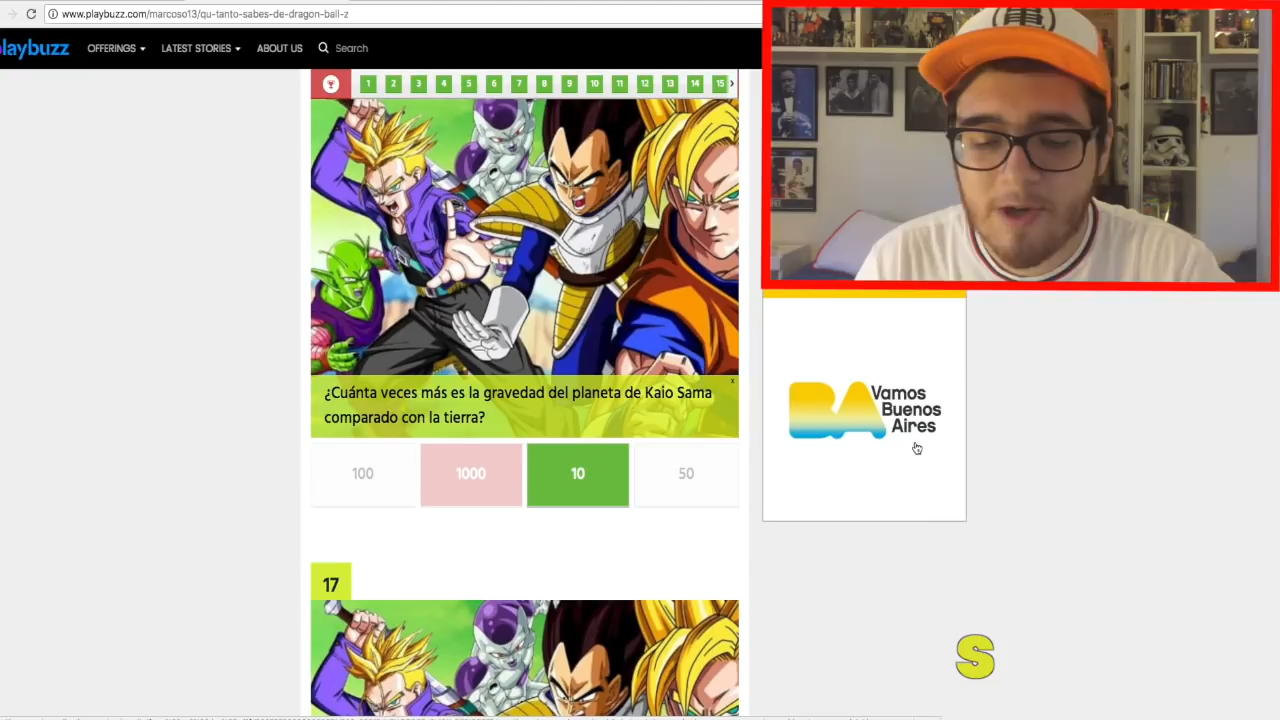 www.playbuzz.com/marcoso13/qu-tanto-sabes-de-dragon-ball-z
laybuzz
OFFERINGS
LATEST STORIES
ABOUT US
Search
1 2 3 4 5 6 7 8 9 10 11 12 13 14 15
¿Cuánta veces más es la gravedad del planeta de Kaio Sama
comparado con la tierra?
x
100
1000
10
50
BA
Vamos
Buenos
Aires
17
S